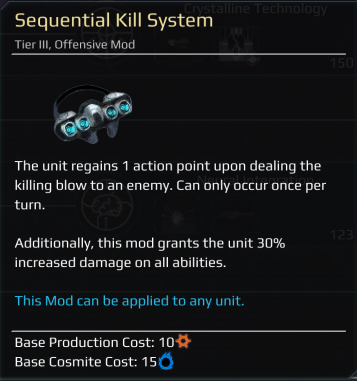 Crystalline Technology
Sequential Kill System
Tier III, Offensive Mod
150
The unit regains 1 action point upon dealing the
killing blow to an enemy. Can only occur once per
turn.
Neural Integration
123
Additionally, this mod grants the unit 30%
increased damage on all abilities.
This Mod can be applied to any unit.
Base Production Cost: 10
Base Cosmite Cost: 15